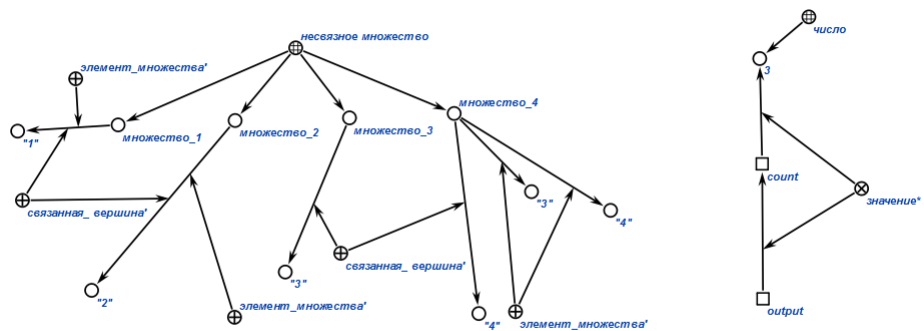 несвязное множество
число
элемент_множества'
3
множество_4
"1"
множество_1
множество_2
множество_3
count
"3"
связанная_ вершина'
значение*
"4"
связанная_ вершина'
"3"
"2"
элемент_множества'
output
"4"
элемент_множества'